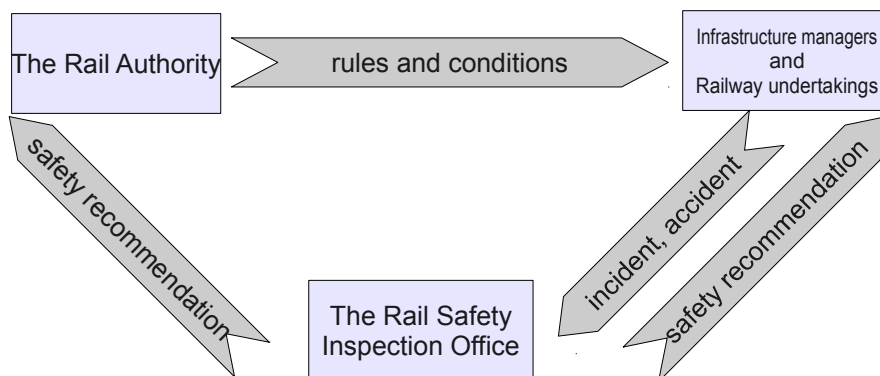 The Rail Authority
rules and conditions
Infrastructure managers
and
Railway undertakings
safety recommendation
incident, accident
safety recommendation
The Rail Safety
Inspection Office